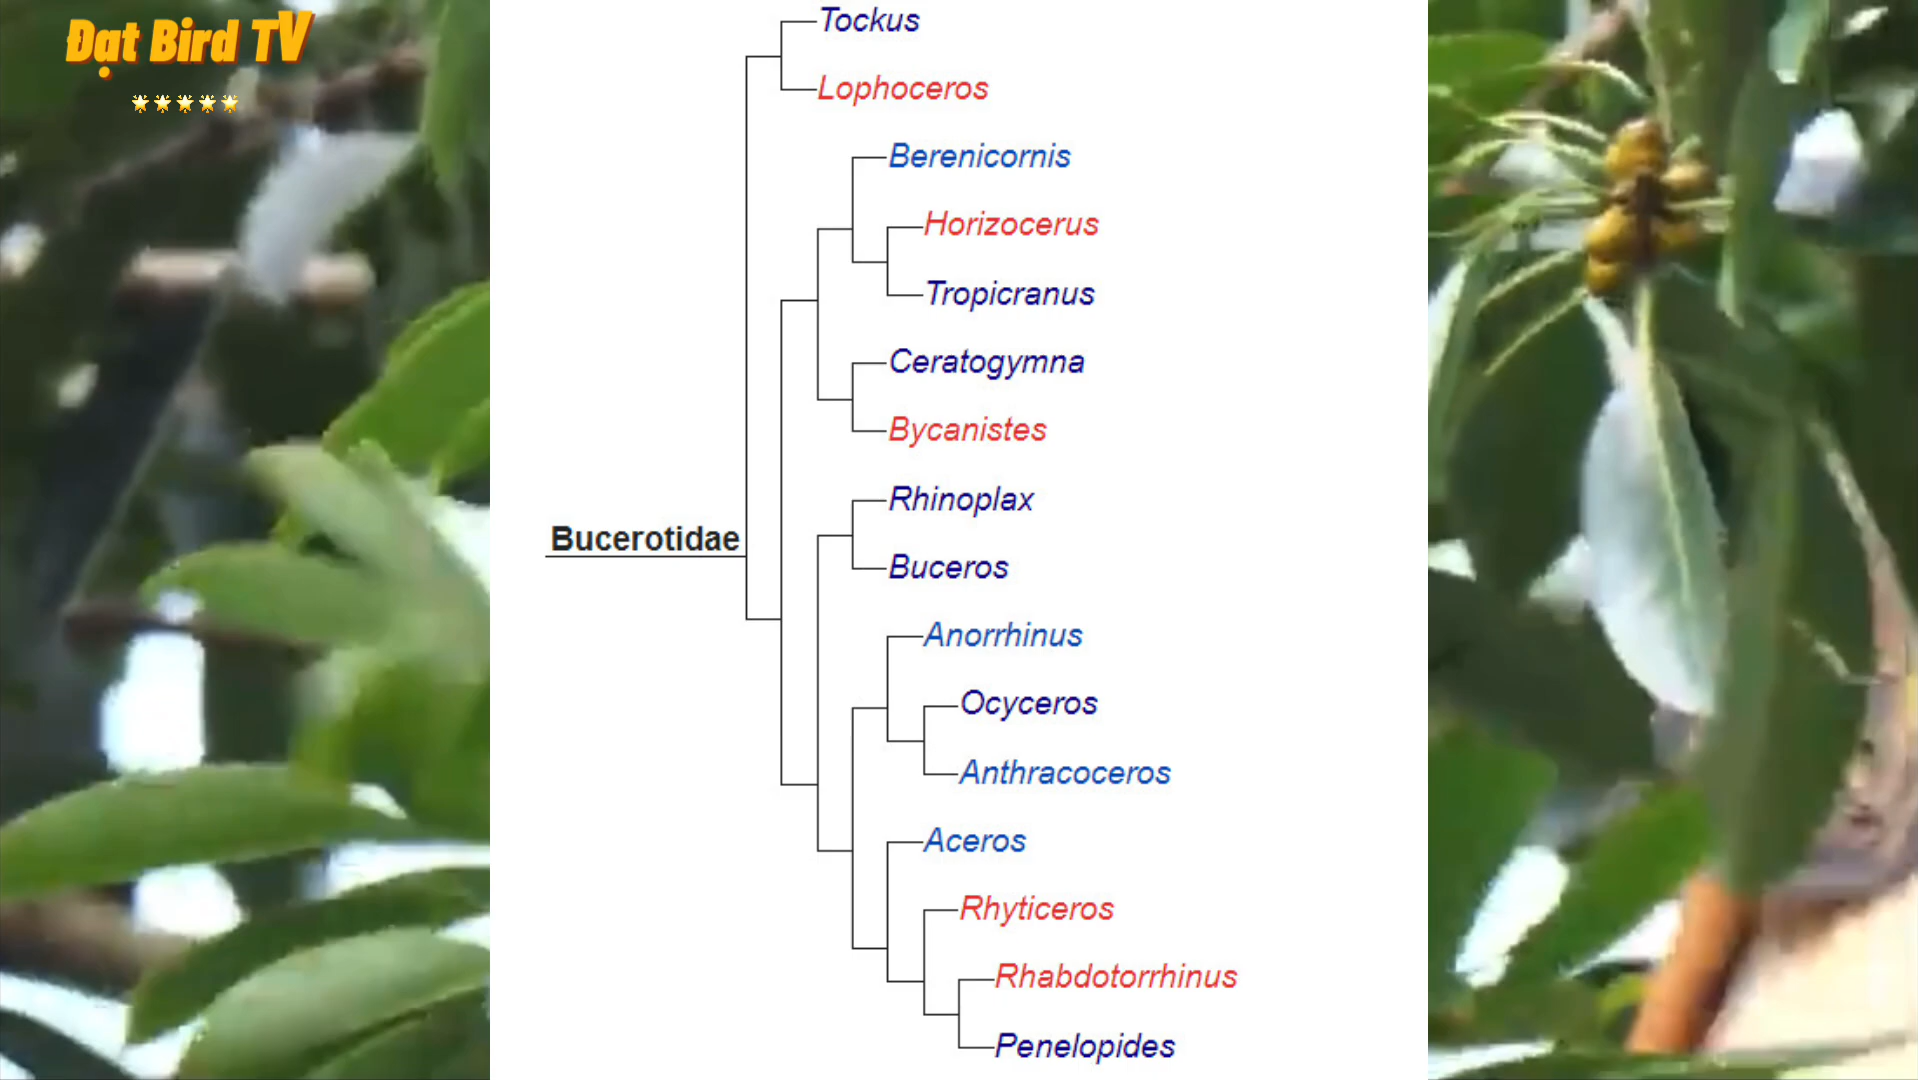 Đạt Bird TV
Tockus
Lophoceros
Berenicornis
Horizocerus
Tropicranus
Ceratogymna
Bycanistes
Rhinoplax
Bucerotidae
Buceros
Anorrhinus
Ocyceros
Anthracoceros
Aceros
Rhyticeros
Rhabdotorrhinus
Penelopides